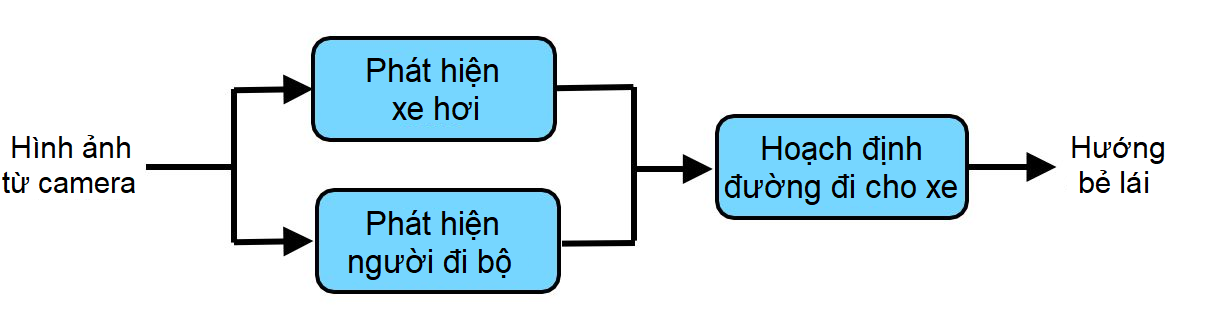 Hình ảnh
từ camera
Phát hiện
xe hơi
Phát hiện
người đi bộ
Hoạch định
đường đi cho xe
Hướng
bẻ lái